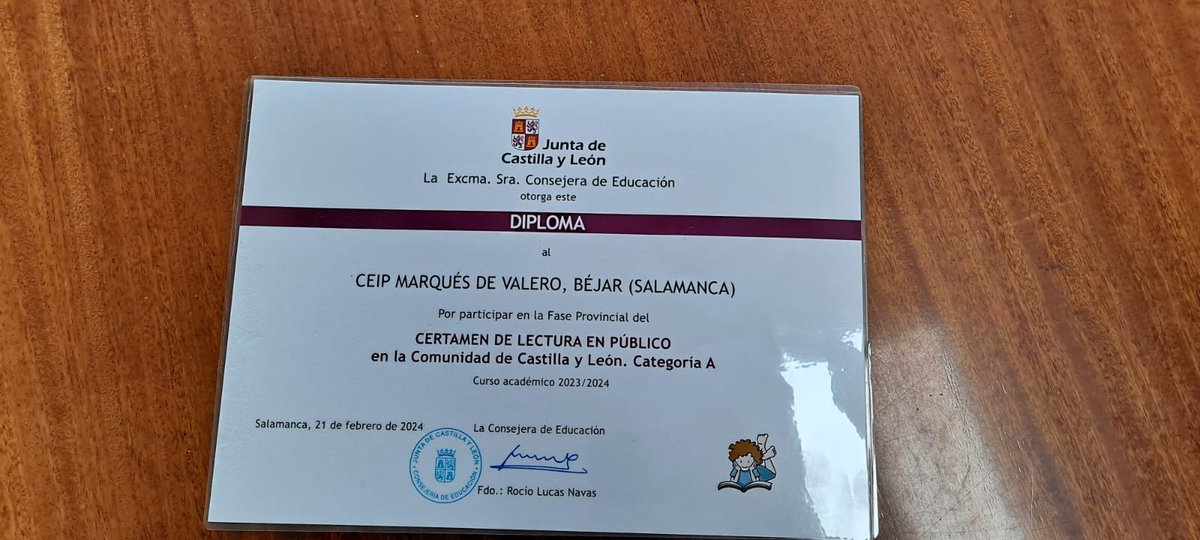 Junta de
Castilla y León
La Excma. Sra. Consejera de Educación
otorga este
DIPLOMA
al
CEIP MARQUÉS DE VALERO, BÉJAR (SALAMANCA)
Por participar en la Fase Provincial del
CERTAMEN DE LECTURA EN PÚBLICO
en la Comunidad de Castilla y León. Categoría A
Curso académico 2023/2024
Salamanca, 21 de febrero de 2024
La Consejera de Educación
JUNTA DE CASTILLA Y LEÓN
CONSEJERÍA DE EDUCACIÓN
Fdo.: Rocío Lucas Navas